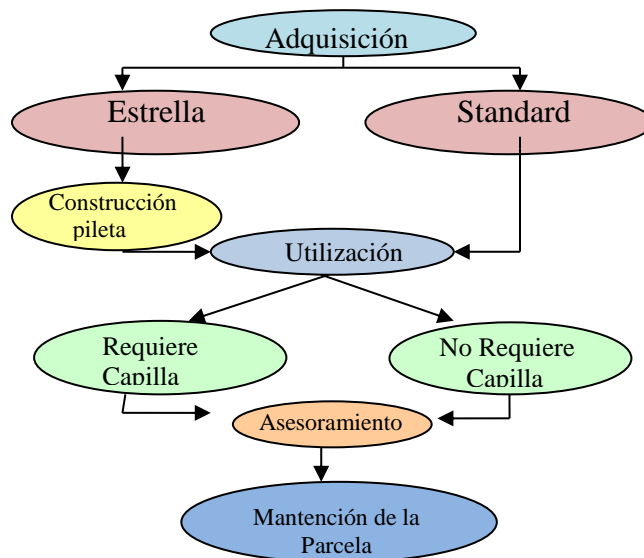 Adquisición
Estrella
Standard
Construcción
pileta
Utilización
Requiere
Capilla
No Requiere
Capilla
Asesoramiento
Mantención de la
Parcela